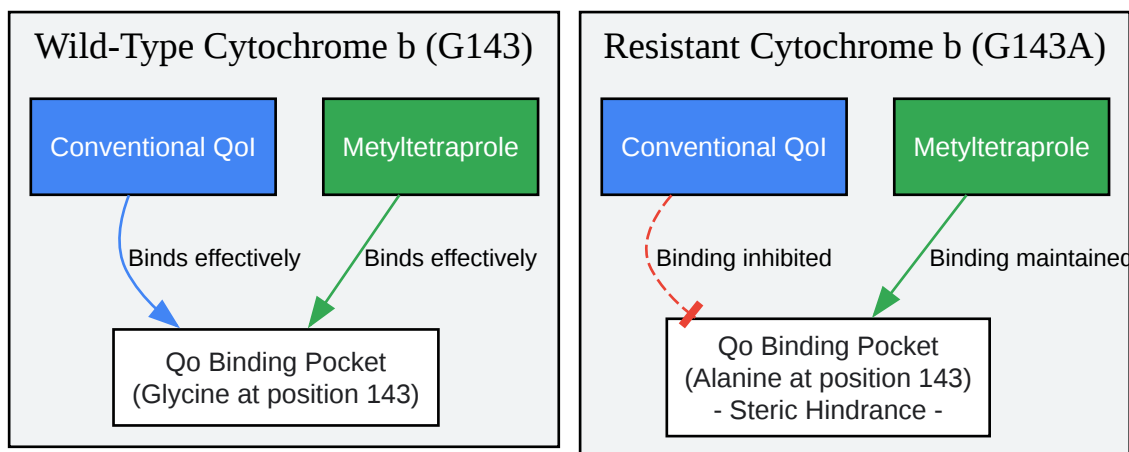 Wild-Type Cytochrome b (G143)
Conventional QoI
Metyltetraprole
Binds effectively
Binds effectively
Qo Binding Pocket
(Glycine at position 143)
Resistant Cytochrome b (G143A)
Conventional QoI
Metyltetraprole
Binding inhibited
Binding maintained
Qo Binding Pocket
(Alanine at position 143)
- Steric Hindrance -